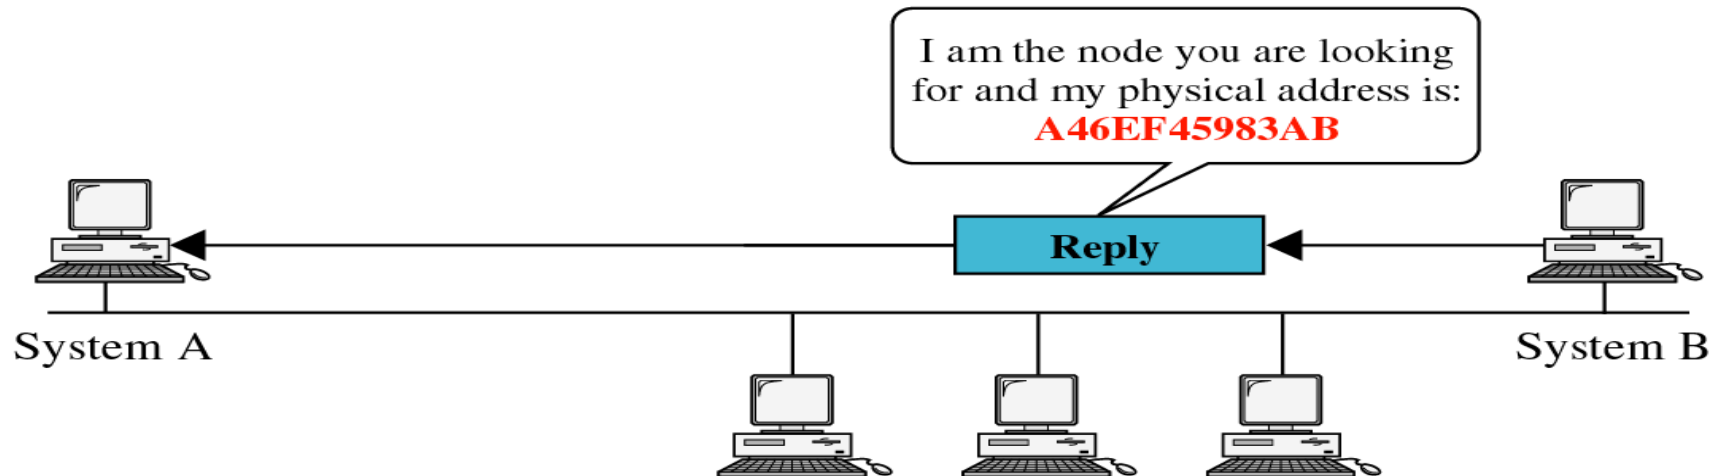 I am the node you are looking
for and my physical address is:
A46EF45983AB
Reply
System A
System B